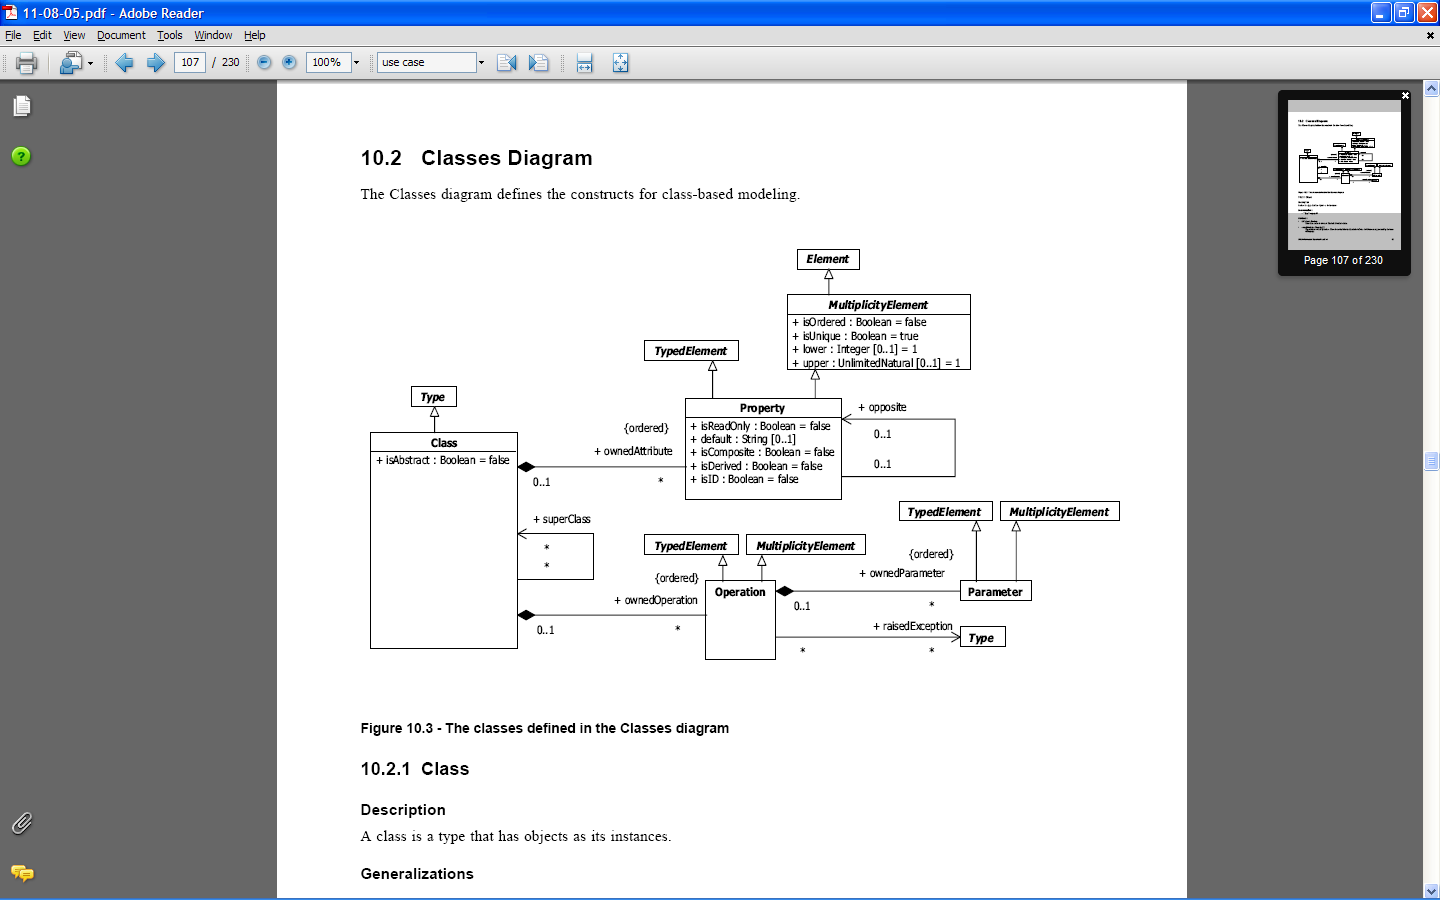 11-08-05.pdf - Adobe Reader
File Edit View Document Tools Window Help
107 / 230 100% use case
10.2 Classes Diagram
The Classes diagram defines the constructs for class-based modeling.
Element
MultiplicityElement
+ isOrdered : Boolean = false
+ isUnique : Boolean = true
+ lower : Integer [0..1] = 1
+ upper : UnlimitedNatural [0..1] = 1
TypedElement
Type
Property
+ isReadOnly : Boolean = false
+ default : String [0..1]
+ isComposite : Boolean = false
+ isDerived : Boolean = false
+ isID : Boolean = false
+ opposite
0..1
0..1
Class
+ isAbstract : Boolean = false
{ordered}
+ ownedAttribute
0..1 *
+ superClass
*
*
TypedElement MultiplicityElement
TypedElement MultiplicityElement
{ordered}
+ ownedOperation
0..1 *
Operation
{ordered}
+ ownedParameter
0..1 *
Parameter
+ raisedException
* *
Type
Figure 10.3 - The classes defined in the Classes diagram
10.2.1 Class
Description
A class is a type that has objects as its instances.
Generalizations
Page 107 of 230